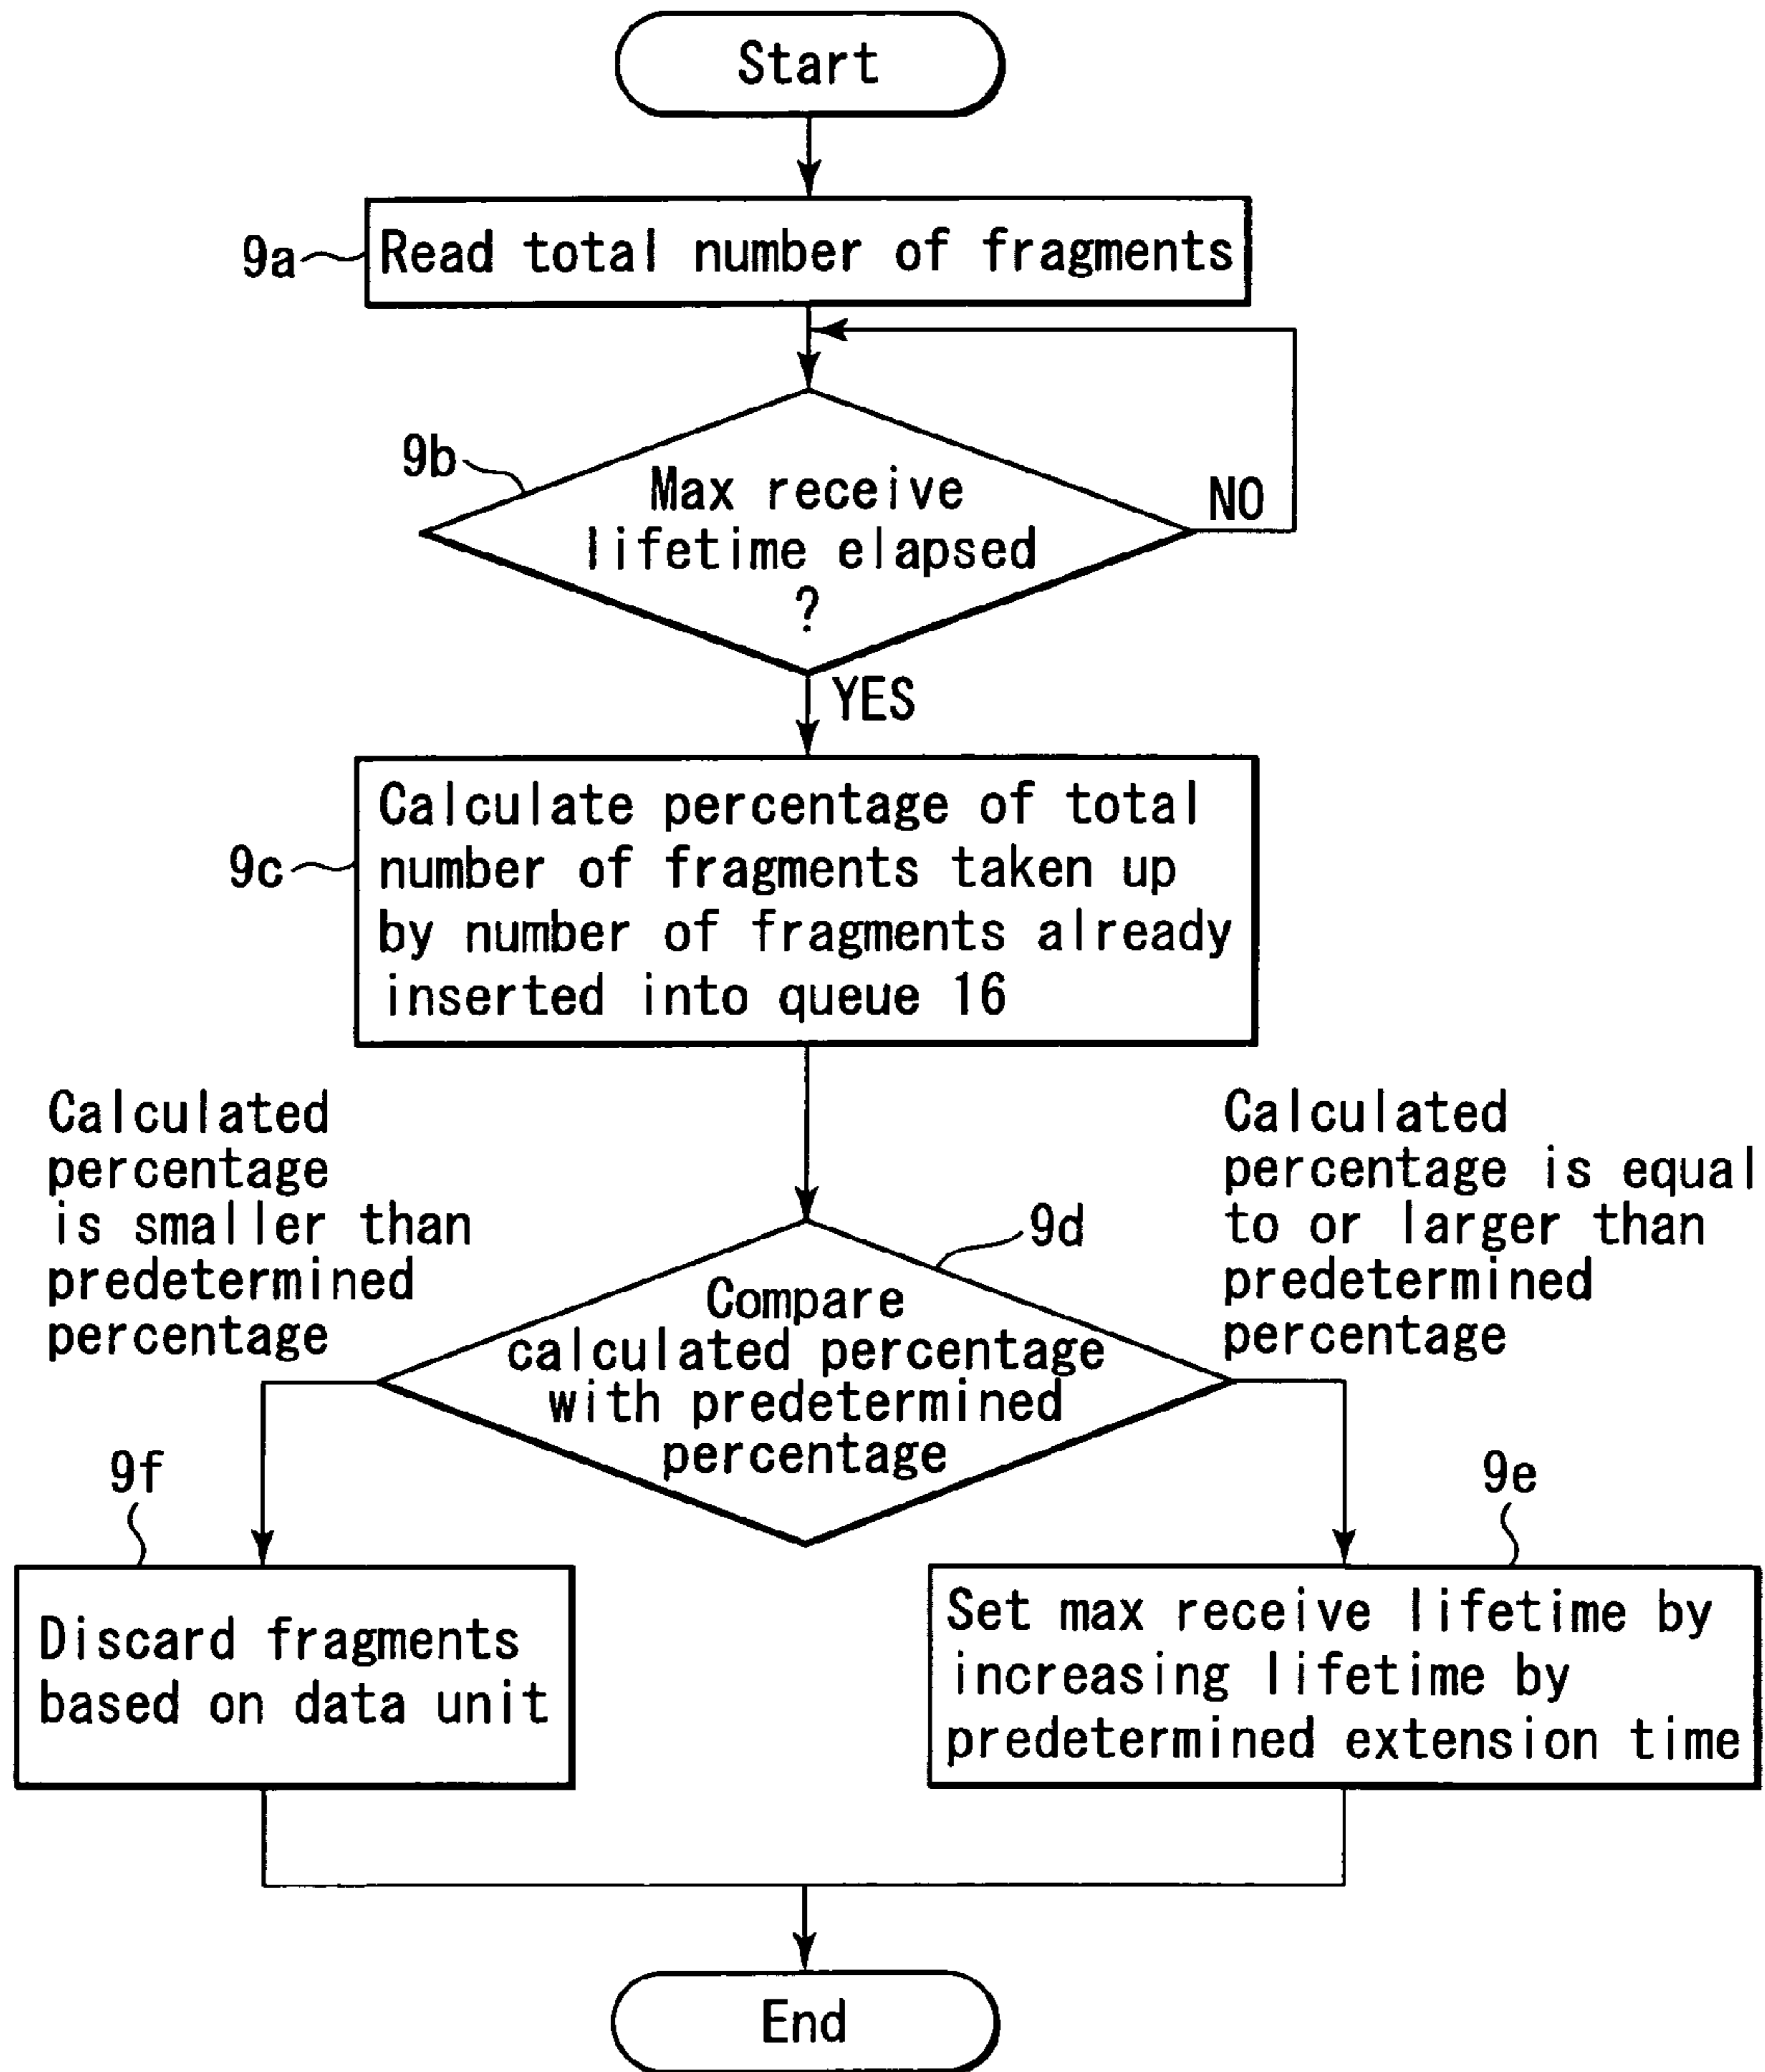 Start
9a
Read total number of fragments
9b
Max receive
lifetime elapsed
?
NO
YES
9c
Calculate percentage of total
number of fragments taken up
by number of fragments already
inserted into queue 16
Calculated
percentage
is smaller than
predetermined
percentage
Calculated
percentage is equal
to or larger than
predetermined
percentage
9d
Compare
calculated percentage
with predetermined
percentage
9f
Discard fragments
based on data unit
9e
Set max receive lifetime by
increasing lifetime by
predetermined extension time
End